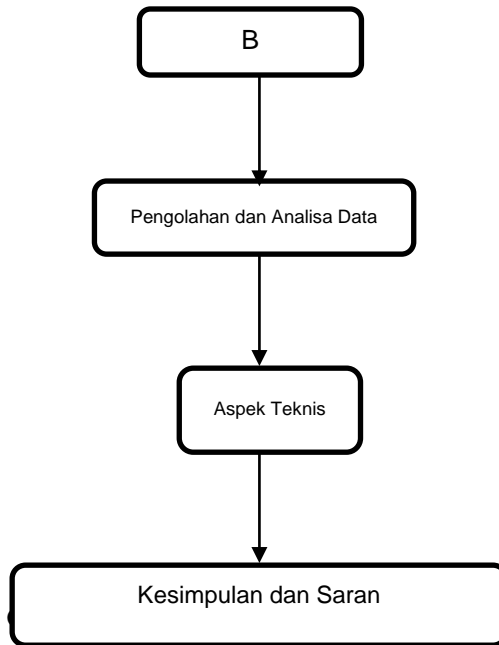 B
Pengolahan dan Analisa Data
Aspek Teknis
Kesimpulan dan Saran